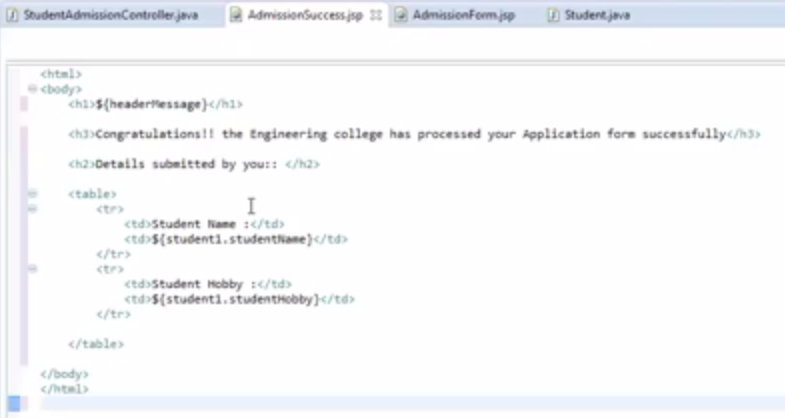 StudentAdmissionController.java AdmissionSuccess.jsp AdmissionForm.jsp Student.java
<html>
<body>
<h1>${headerMessage}</h1>
<h3>Congratulations!! the Engineering college has processed your Application form successfully</h3>
<h2>Details submitted by you:: </h2>
<table>
<tr>
<td>Student Name :</td>
<td>${student1.studentName}</td>
</tr>
<tr>
<td>Student Hobby :</td>
<td>${student1.studentHobby}</td>
</tr>
</table>
</body>
</html>